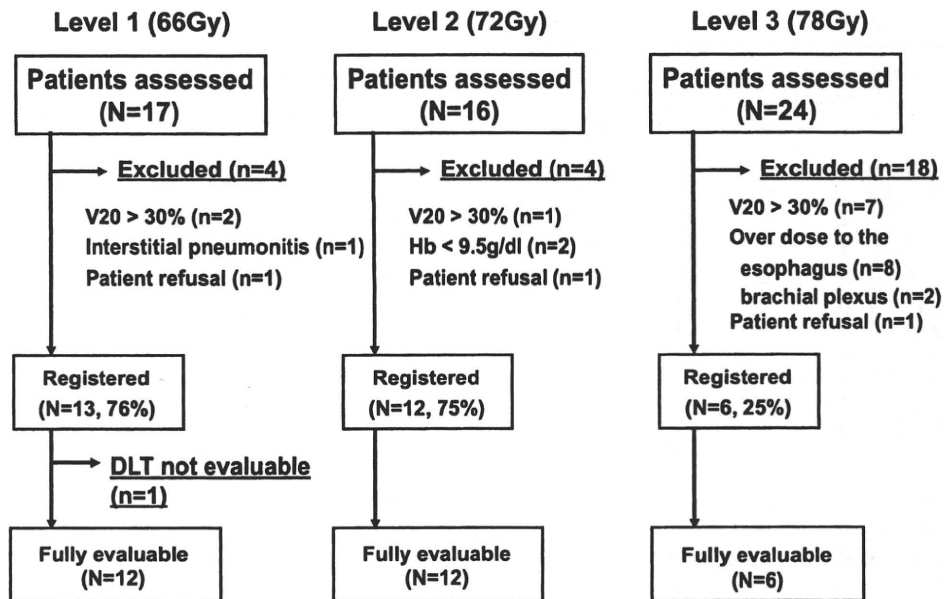 Level 1 (66Gy)
Patients assessed
(N=17)
Excluded (n=4)
V20 > 30% (n=2)
Interstitial pneumonitis (n=1)
Patient refusal (n=1)
Registered
(N=13, 76%)
DLT not evaluable
(n=1)
Fully evaluable
(N=12)
Level 2 (72Gy)
Patients assessed
(N=16)
Excluded (n=4)
V20 > 30% (n=1)
Hb < 9.5g/dl (n=2)
Patient refusal (n=1)
Registered
(N=12, 75%)
Fully evaluable
(N=12)
Level 3 (78Gy)
Patients assessed
(N=24)
Excluded (n=18)
V20 > 30% (n=7)
Over dose to the
esophagus (n=8)
brachial plexus (n=2)
Patient refusal (n=1)
Registered
(N=6, 25%)
Fully evaluable
(N=6)